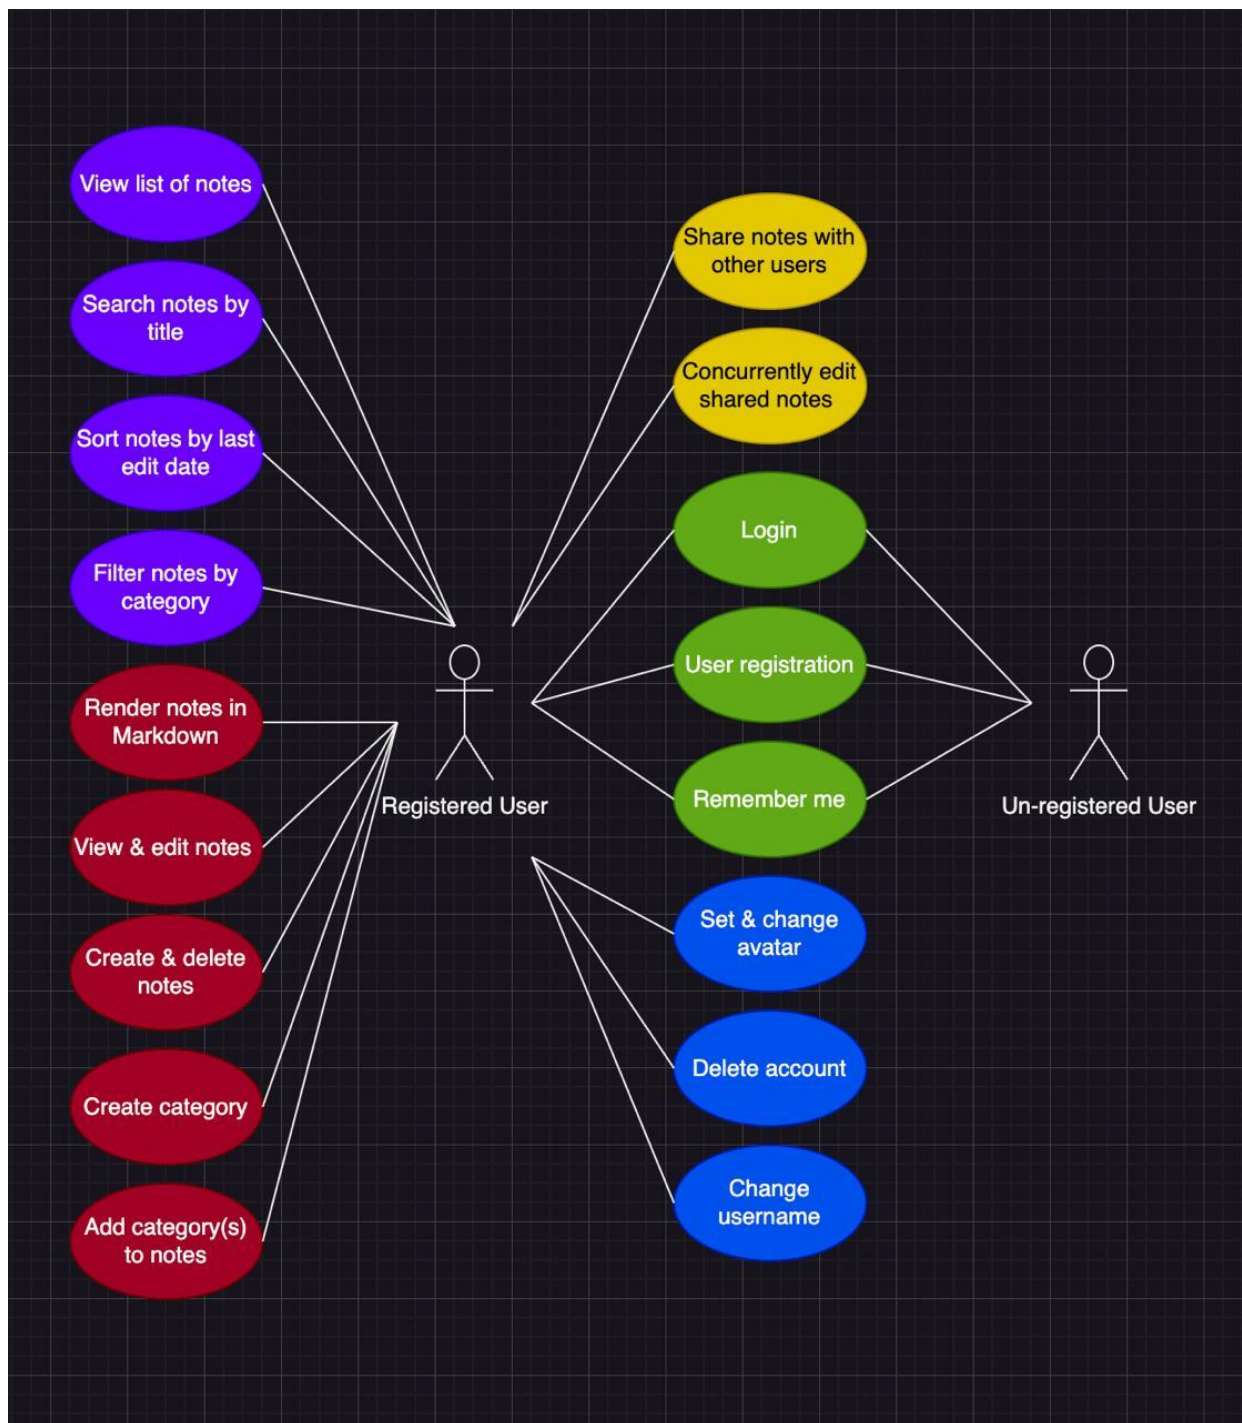 View list of notes
Search notes by
title
Sort notes by last
edit date
Filter notes by
category
Render notes in
Markdown
View & edit notes
Create & delete
notes
Create category
Add category(s)
to notes
Registered User
Share notes with
other users
Concurrently edit
shared notes
Login
User registration
Remember me
Set & change
avatar
Delete account
Change
username
Un-registered User